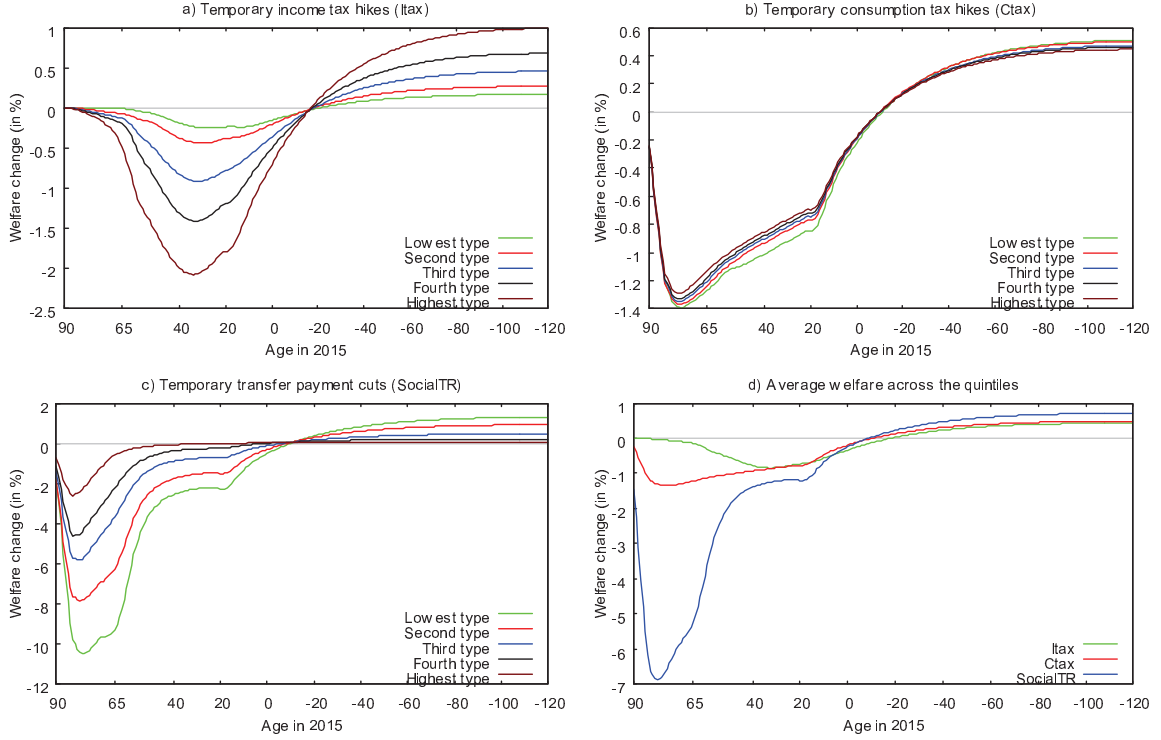 a) Temporary income tax hikes (Itax)
Welfare change (in %)
1
0.5
0
-0.5
-1
-1.5
-2
-2.5
Lowest type
Second type
Third type
Fourth type
Highest type
90 65 40 20 0 -20 -40 -60 -80 -100 -120
Age in 2015
b) Temporary consumption tax hikes (Ctax)
Welfare change (in %)
0.6
0.4
0.2
0
-0.2
-0.4
-0.6
-0.8
-1
-1.2
-1.4
Lowest type
Second type
Third type
Fourth type
Highest type
90 65 40 20 0 -20 -40 -60 -80 -100 -120
Age in 2015
c) Temporary transfer payment cuts (SocialTR)
Welfare change (in %)
2
0
-2
-4
-6
-8
-10
-12
Lowest type
Second type
Third type
Fourth type
Highest type
90 65 40 20 0 -20 -40 -60 -80 -100 -120
Age in 2015
d) Average welfare across the quintiles
Welfare change (in %)
1
0
-1
-2
-3
-4
-5
-6
-7
Itax
Ctax
SocialTR
90 65 40 20 0 -20 -40 -60 -80 -100 -120
Age in 2015